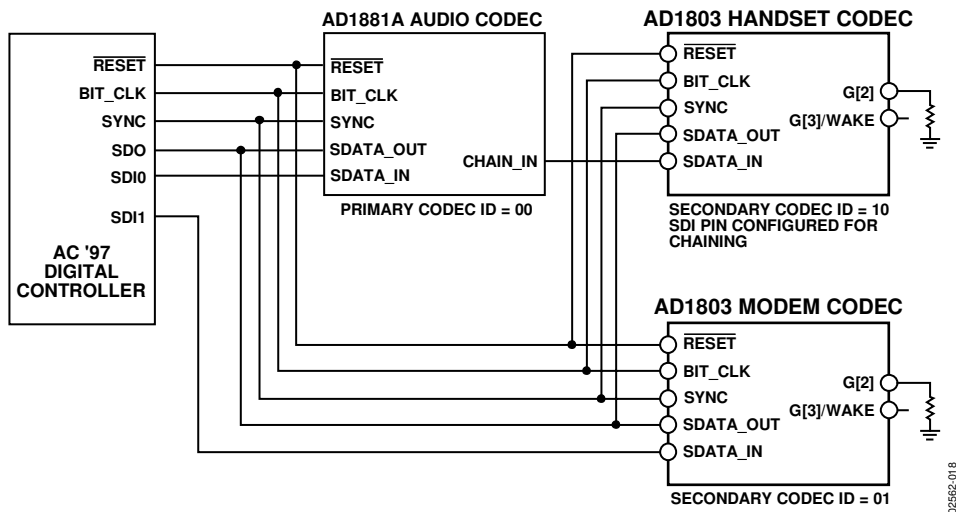 AD1881A AUDIO CODEC
AD1803 HANDSET CODEC
RESET
BIT_CLK
SYNC
SDO
SDI0
SDI1
AC '97
DIGITAL
CONTROLLER
RESET
BIT_CLK
SYNC
SDATA_OUT
SDATA_IN
CHAIN_IN
PRIMARY CODEC ID = 00
RESET
BIT_CLK
SYNC
SDATA_OUT
SDATA_IN
G[2]
G[3]/WAKE
SECONDARY CODEC ID = 10
SDI PIN CONFIGURED FOR
CHAINING
AD1803 MODEM CODEC
RESET
BIT_CLK
SYNC
SDATA_OUT
SDATA_IN
G[2]
G[3]/WAKE
SECONDARY CODEC ID = 01
02562-018